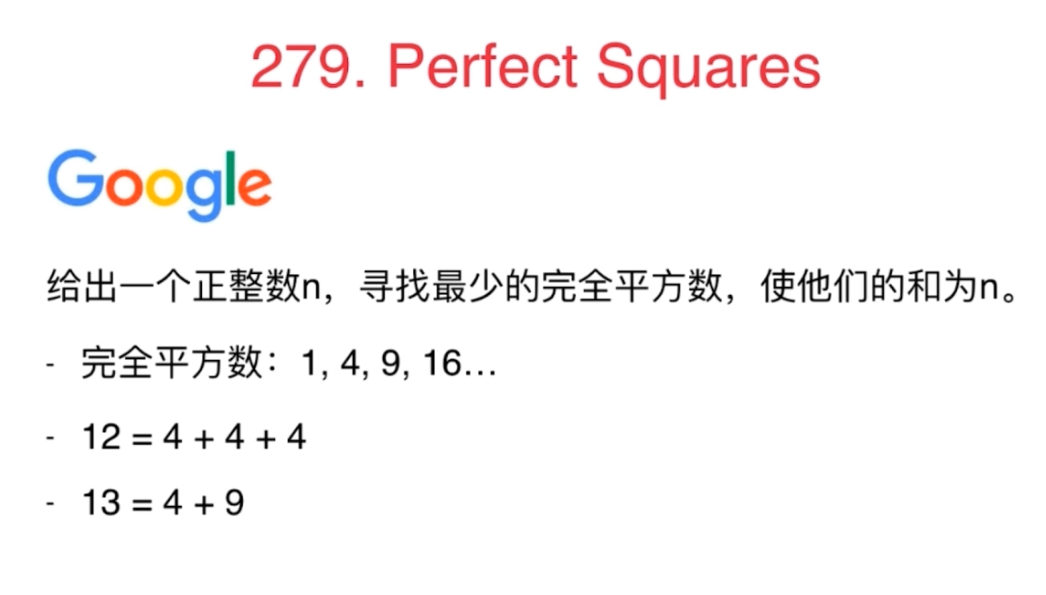 279. Perfect Squares
Google
给出一个正整数n，寻找最少的完全平方数，使他们的和为n。
- 完全平方数：1, 4, 9, 16…
- 12 = 4 + 4 + 4
- 13 = 4 + 9